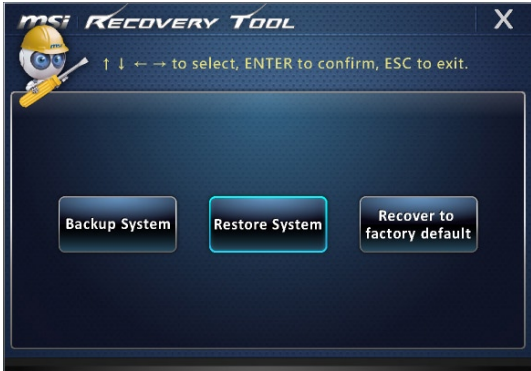 msi Recovery Tool
X
↑ ↓ ← → to select, ENTER to confirm, ESC to exit.
Backup System
Restore System
Recover to
factory default